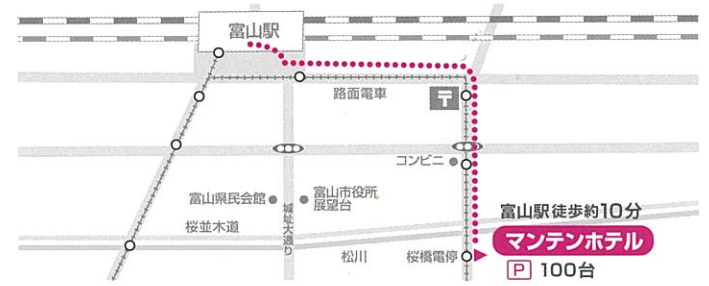 富山駅
路面電車
〒
コンビニ
富山県民会館
富山市役所
展望台
城址大通り
桜並木道
松川
桜橋電停
富山駅徒歩約10分
マンテンホテル
P 100台